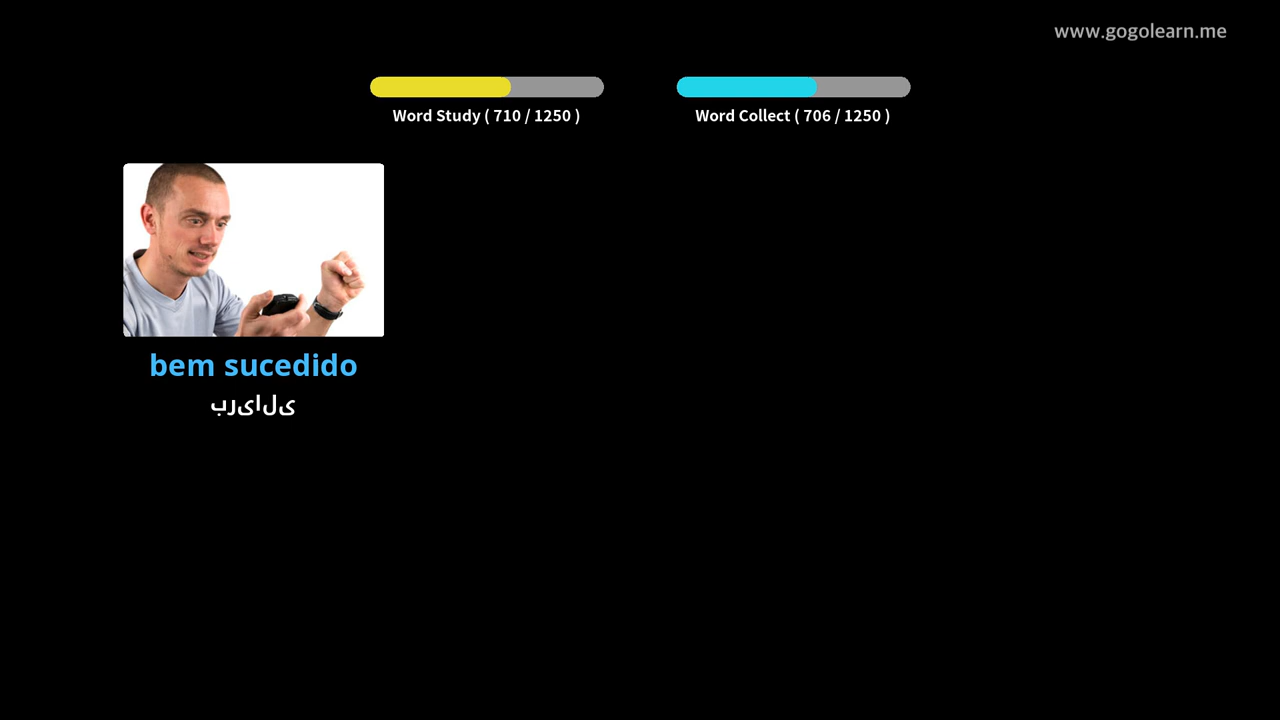 www.gogolearn.me
Word Study ( 710 / 1250 )
Word Collect ( 706 / 1250 )
bem sucedido
بریالی